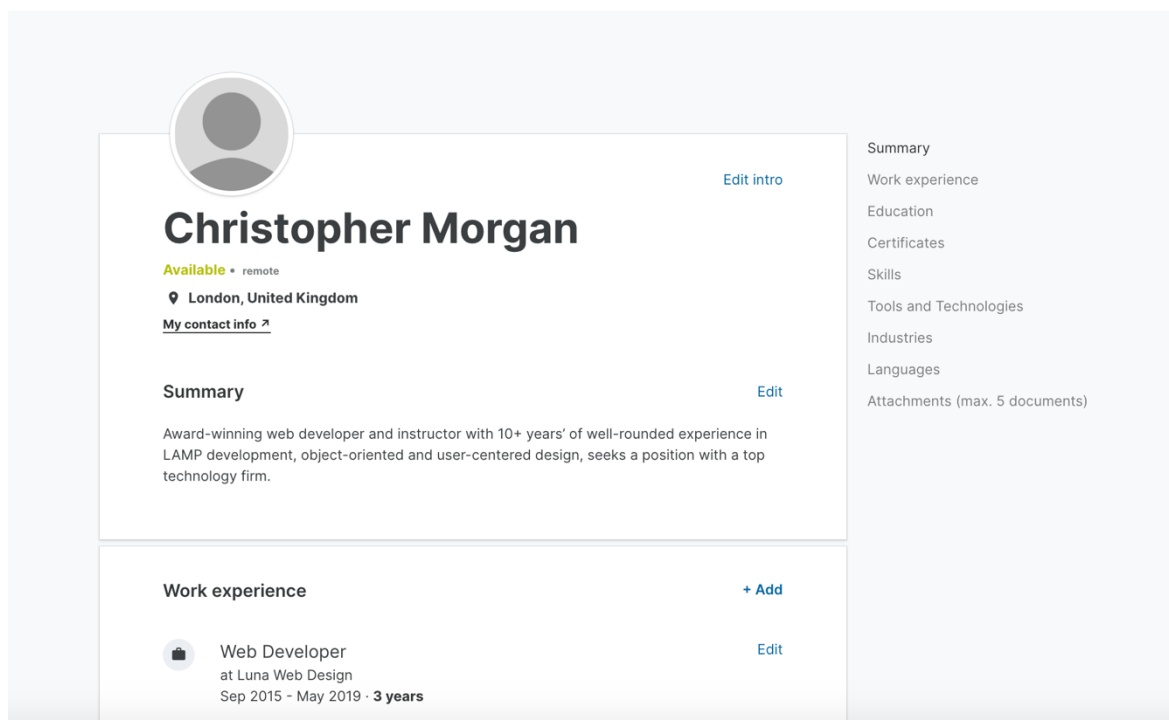 Edit intro
Christopher Morgan
Available • remote
London, United Kingdom
My contact info ↗
Summary
Edit
Award-winning web developer and instructor with 10+ years’ of well-rounded experience in
LAMP development, object-oriented and user-centered design, seeks a position with a top
technology firm.
Work experience
+ Add
Web Developer
Edit
at Luna Web Design
Sep 2015 - May 2019 · 3 years
Summary
Work experience
Education
Certificates
Skills
Tools and Technologies
Industries
Languages
Attachments (max. 5 documents)